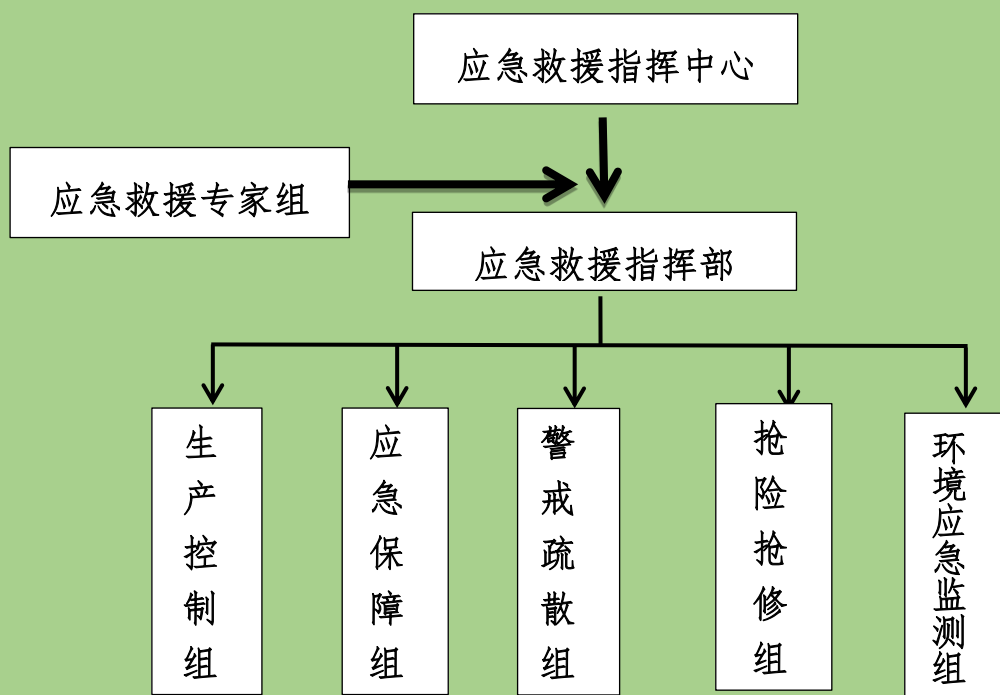 应急救援指挥中心
应急救援专家组
应急救援指挥部
生产控制组
应急保障组
警戒疏散组
抢险抢修组
环境应急监测组